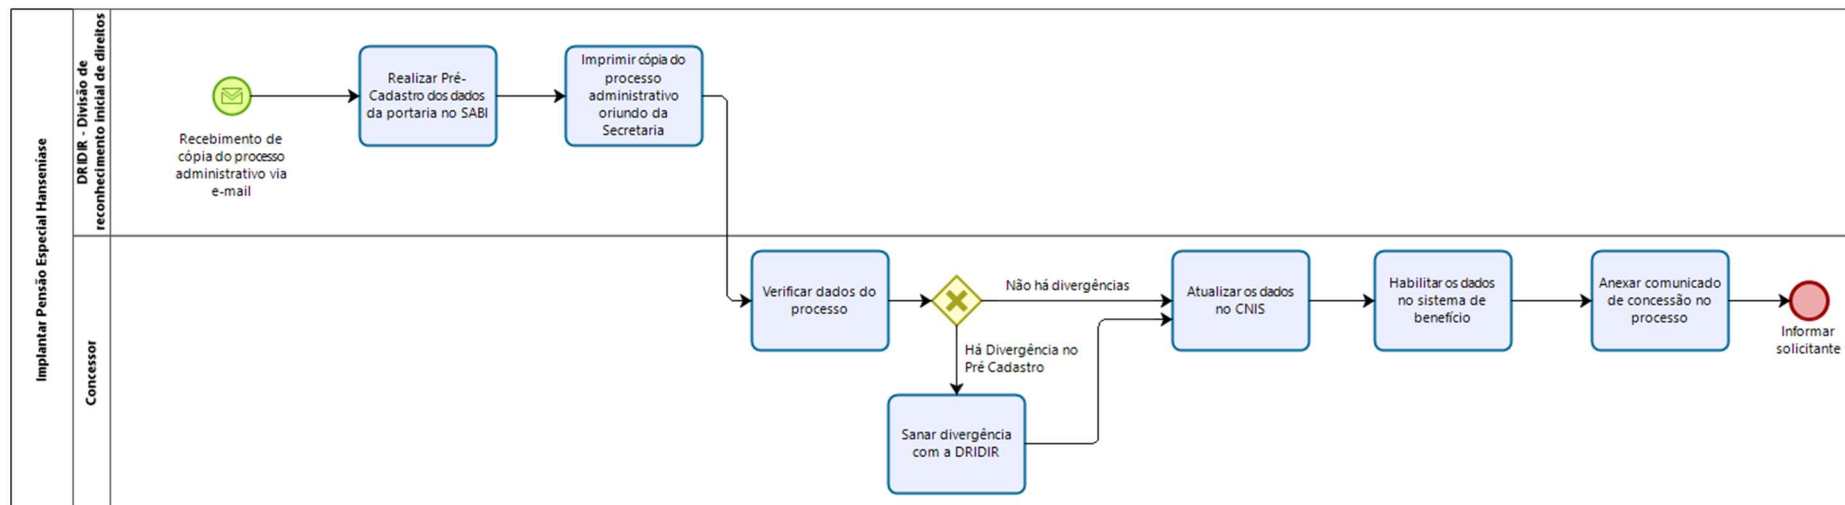 Implantar Pensão Especial Hanseníase
DRIDIR - Divisão de
reconhecimento inicial de direitos
Recebimento de
cópia do processo
administrativo via
e-mail
Realizar Pré-
Cadastro dos dados
da portaria no SABI
Imprimir cópia do
processo
administrativo
oriundo da
Secretaria
Concessor
Verificar dados do
processo
Não há divergências
Há Divergência no
Pré Cadastro
Sanar divergência
com a DRIDIR
Atualizar os dados
no CNIS
Habilitar os dados
no sistema de
benefício
Anexar comunicado
de concessão no
processo
Informar
solicitante